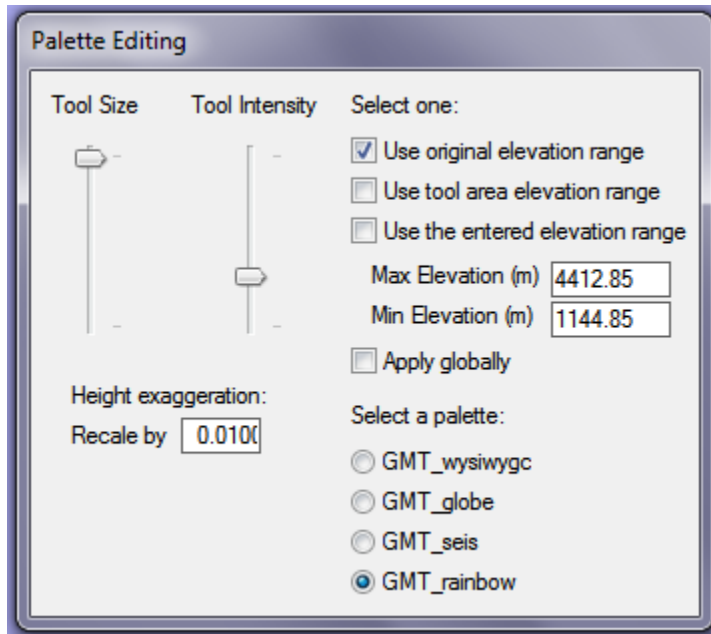 Palette Editing
Tool Size
Tool Intensity
Height exaggeration:
Recale by 0.0100
Select one:
Use original elevation range
Use tool area elevation range
Use the entered elevation range
Max Elevation (m) 4412.85
Min Elevation (m) 1144.85
Apply globally
Select a palette:
GMT_wysiwygc
GMT_globe
GMT_seis
GMT_rainbow